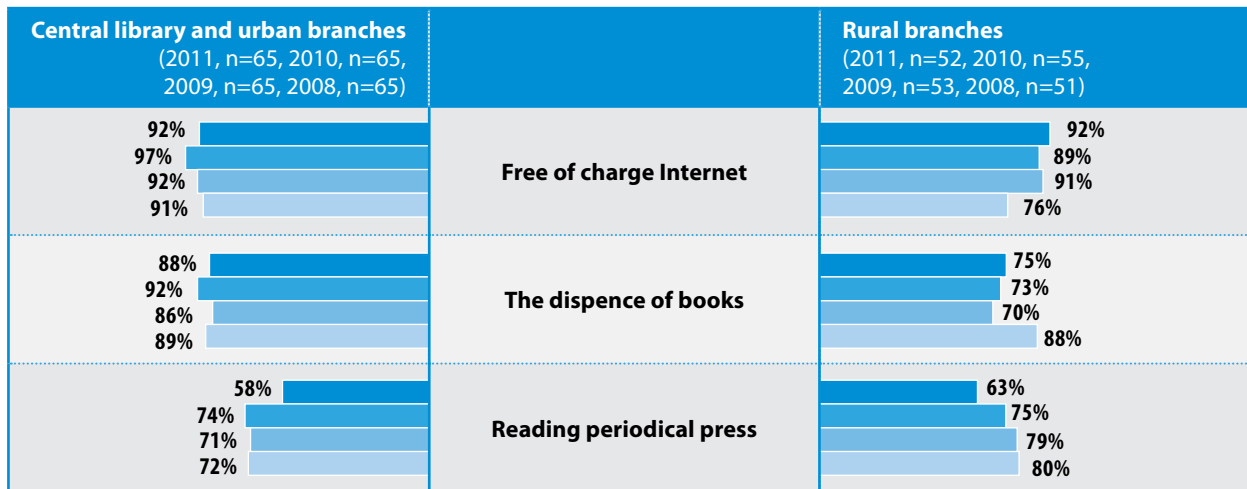 Central library and urban branches
(2011, n=65, 2010, n=65,
2009, n=65, 2008, n=65)
Rural branches
(2011, n=52, 2010, n=55,
2009, n=53, 2008, n=51)
92%
97%
92%
91%
Free of charge Internet
92%
89%
91%
76%
88%
92%
86%
89%
The dispence of books
75%
73%
70%
88%
58%
74%
71%
72%
Reading periodical press
63%
75%
79%
80%